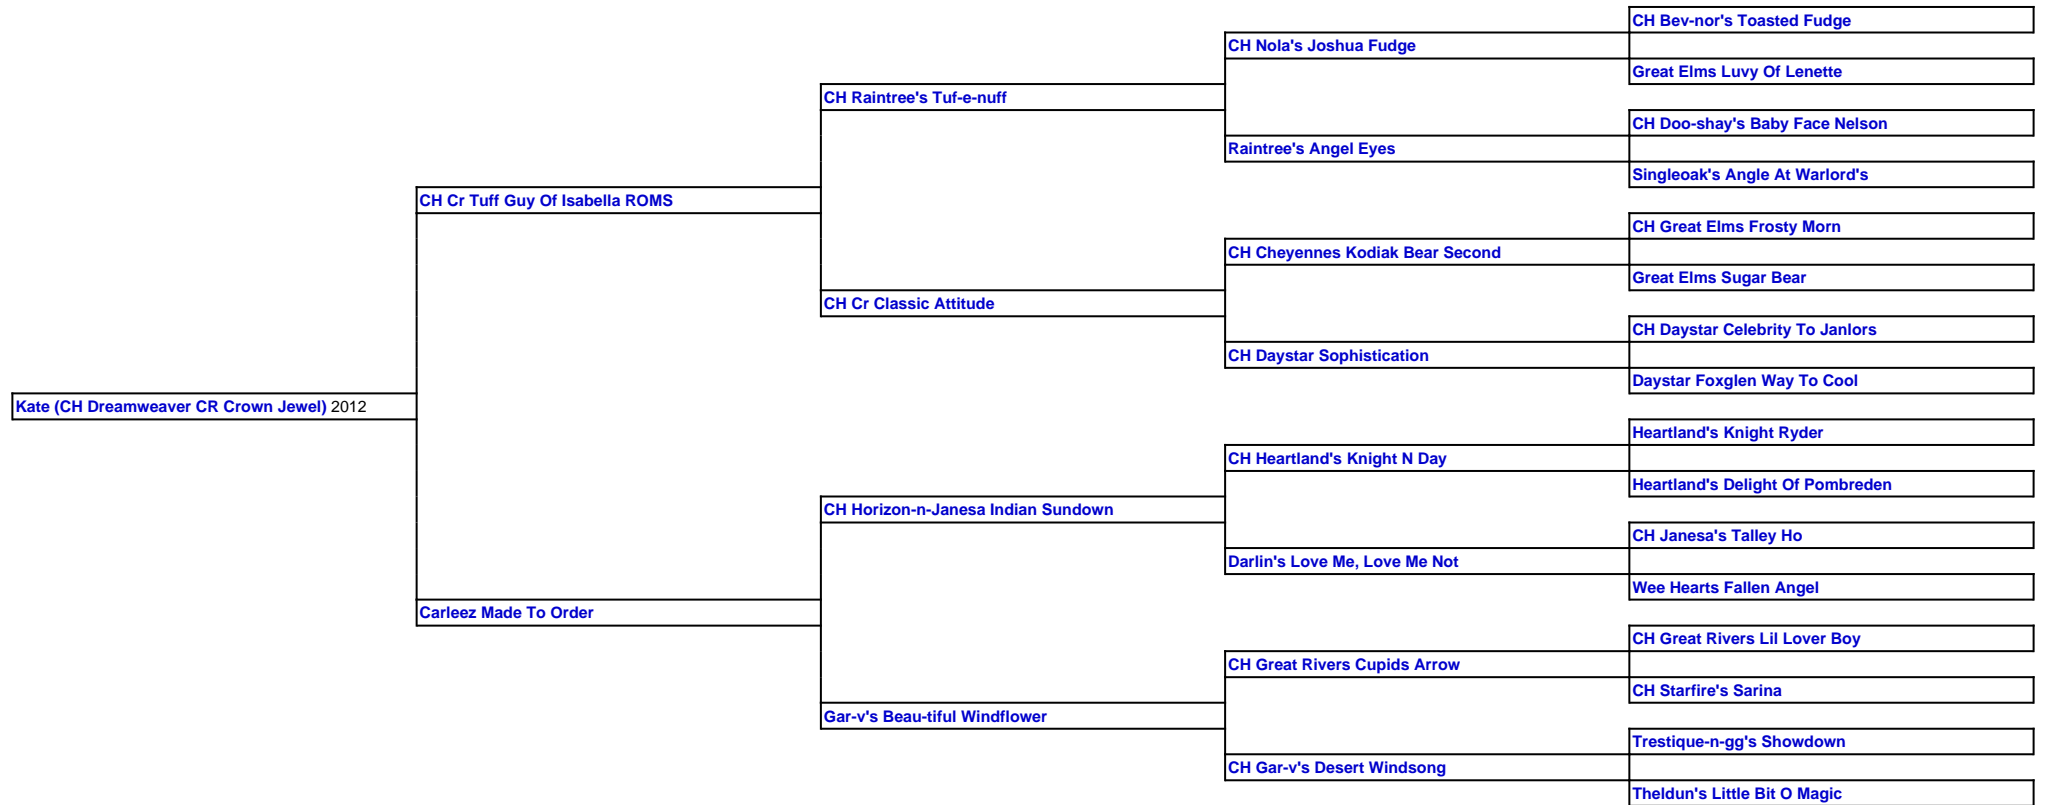 CH Bev-nor's Toasted Fudge
CH Nola's Joshua Fudge
Great Elms Luvy Of Lenette
CH Raintree's Tuf-e-nuff
CH Doo-shay's Baby Face Nelson
Raintree's Angel Eyes
Singleoak's Angle At Warlord's
CH Cr Tuff Guy Of Isabella ROMS
CH Great Elms Frosty Morn
CH Cheyennes Kodiak Bear Second
Great Elms Sugar Bear
CH Cr Classic Attitude
CH Daystar Celebrity To Janlors
CH Daystar Sophistication
Daystar Foxglen Way To Cool
Kate (CH Dreamweaver CR Crown Jewel) 2012
Heartland's Knight Ryder
CH Heartland's Knight N Day
Heartland's Delight Of Pombreden
CH Horizon-n-Janesa Indian Sundown
CH Janesa's Talley Ho
Darlin's Love Me, Love Me Not
Wee Hearts Fallen Angel
Carleez Made To Order
CH Great Rivers Lil Lover Boy
CH Great Rivers Cupids Arrow
CH Starfire's Sarina
Gar-v's Beau-tiful Windflower
Trestique-n-gg's Showdown
CH Gar-v's Desert Windsong
Theldun's Little Bit O Magic